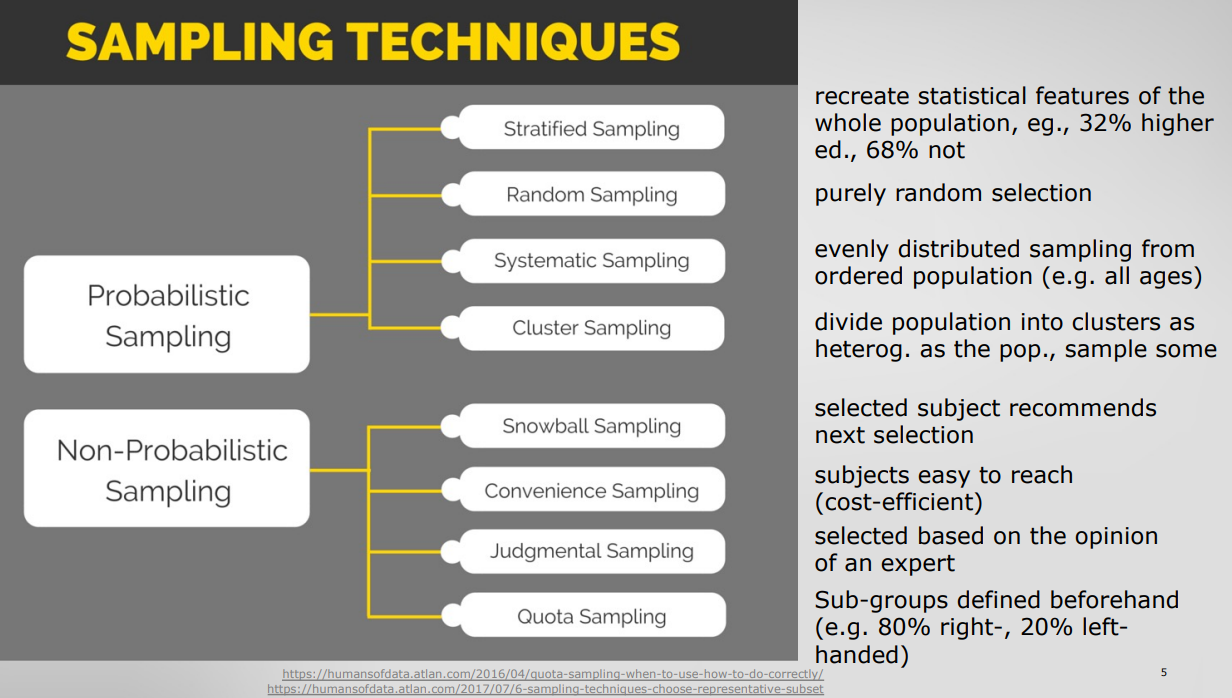 SAMPLING TECHNIQUES
Probabilistic
Sampling
Stratified Sampling
recreate statistical features of the
whole population, eg., 32% higher
ed., 68% not
Random Sampling
purely random selection
Systematic Sampling
evenly distributed sampling from
ordered population (e.g. all ages)
Cluster Sampling
divide population into clusters as
heterog. as the pop., sample some
Non-Probabilistic
Sampling
Snowball Sampling
selected subject recommends
next selection
Convenience Sampling
subjects easy to reach
(cost-efficient)
Judgmental Sampling
selected based on the opinion
of an expert
Quota Sampling
Sub-groups defined beforehand
(e.g. 80% right-, 20% left-
handed)
https://humansofdata.atlan.com/2016/04/quota-sampling-when-to-use-how-to-do-correctly/
https://humansofdata.atlan.com/2017/07/6-sampling-techniques-choose-representative-subset
5